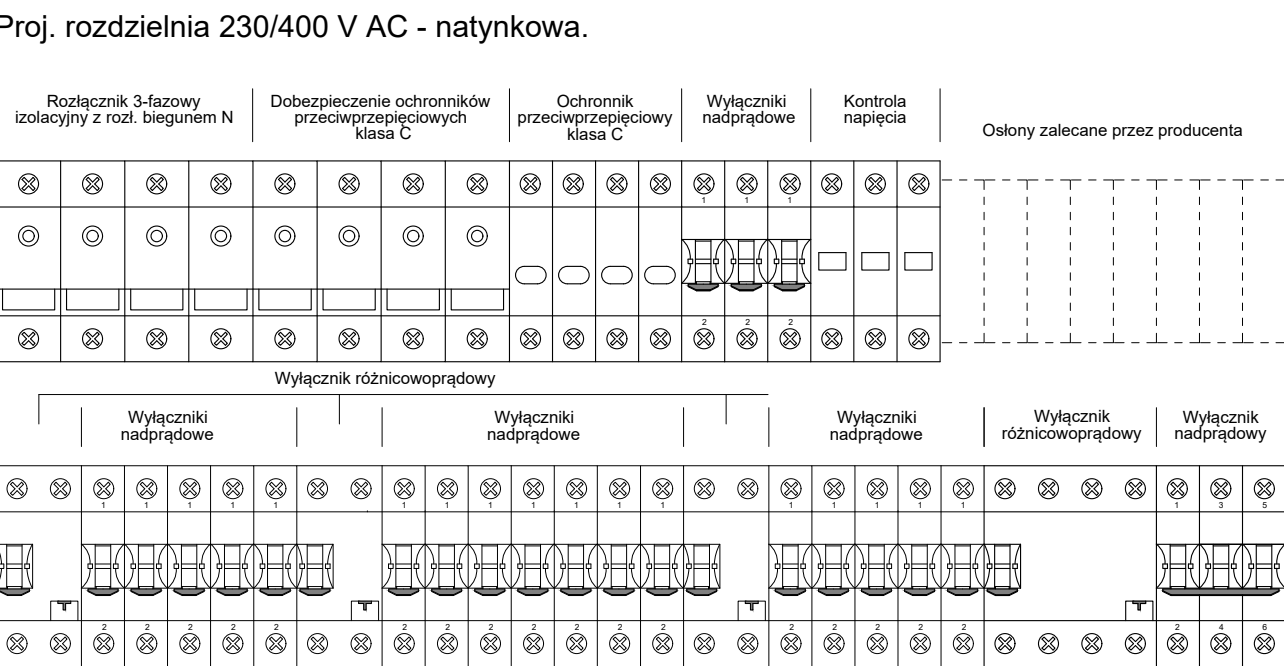 Proj. rozdzielnia 230/400 V AC - natynkowa.
Rozłącznik 3-fazowy
izolacyjny z rozł. biegunem N
Dobezpieczenie ochronników
przeciwprzepięciowych
klasa C
Ochronnik
przeciwprzepięciowy
klasa C
Wyłączniki
nadprądowe
Kontrola
napięcia
Osłony zalecane przez producenta
1 1 1
2 2 2
Wyłącznik różnicowoprądowy
Wyłączniki
nadprądowe
Wyłączniki
nadprądowe
Wyłączniki
nadprądowe
Wyłącznik
różnicowoprądowy
Wyłącznik
nadprądowy
1 1 1 1 1 1 1 1 1 1 1 1 1 1 1 1 1 1 3 5
T T T T
2 2 2 2 2 2 2 2 2 2 2 2 2 2 2 2 2 2 4 6